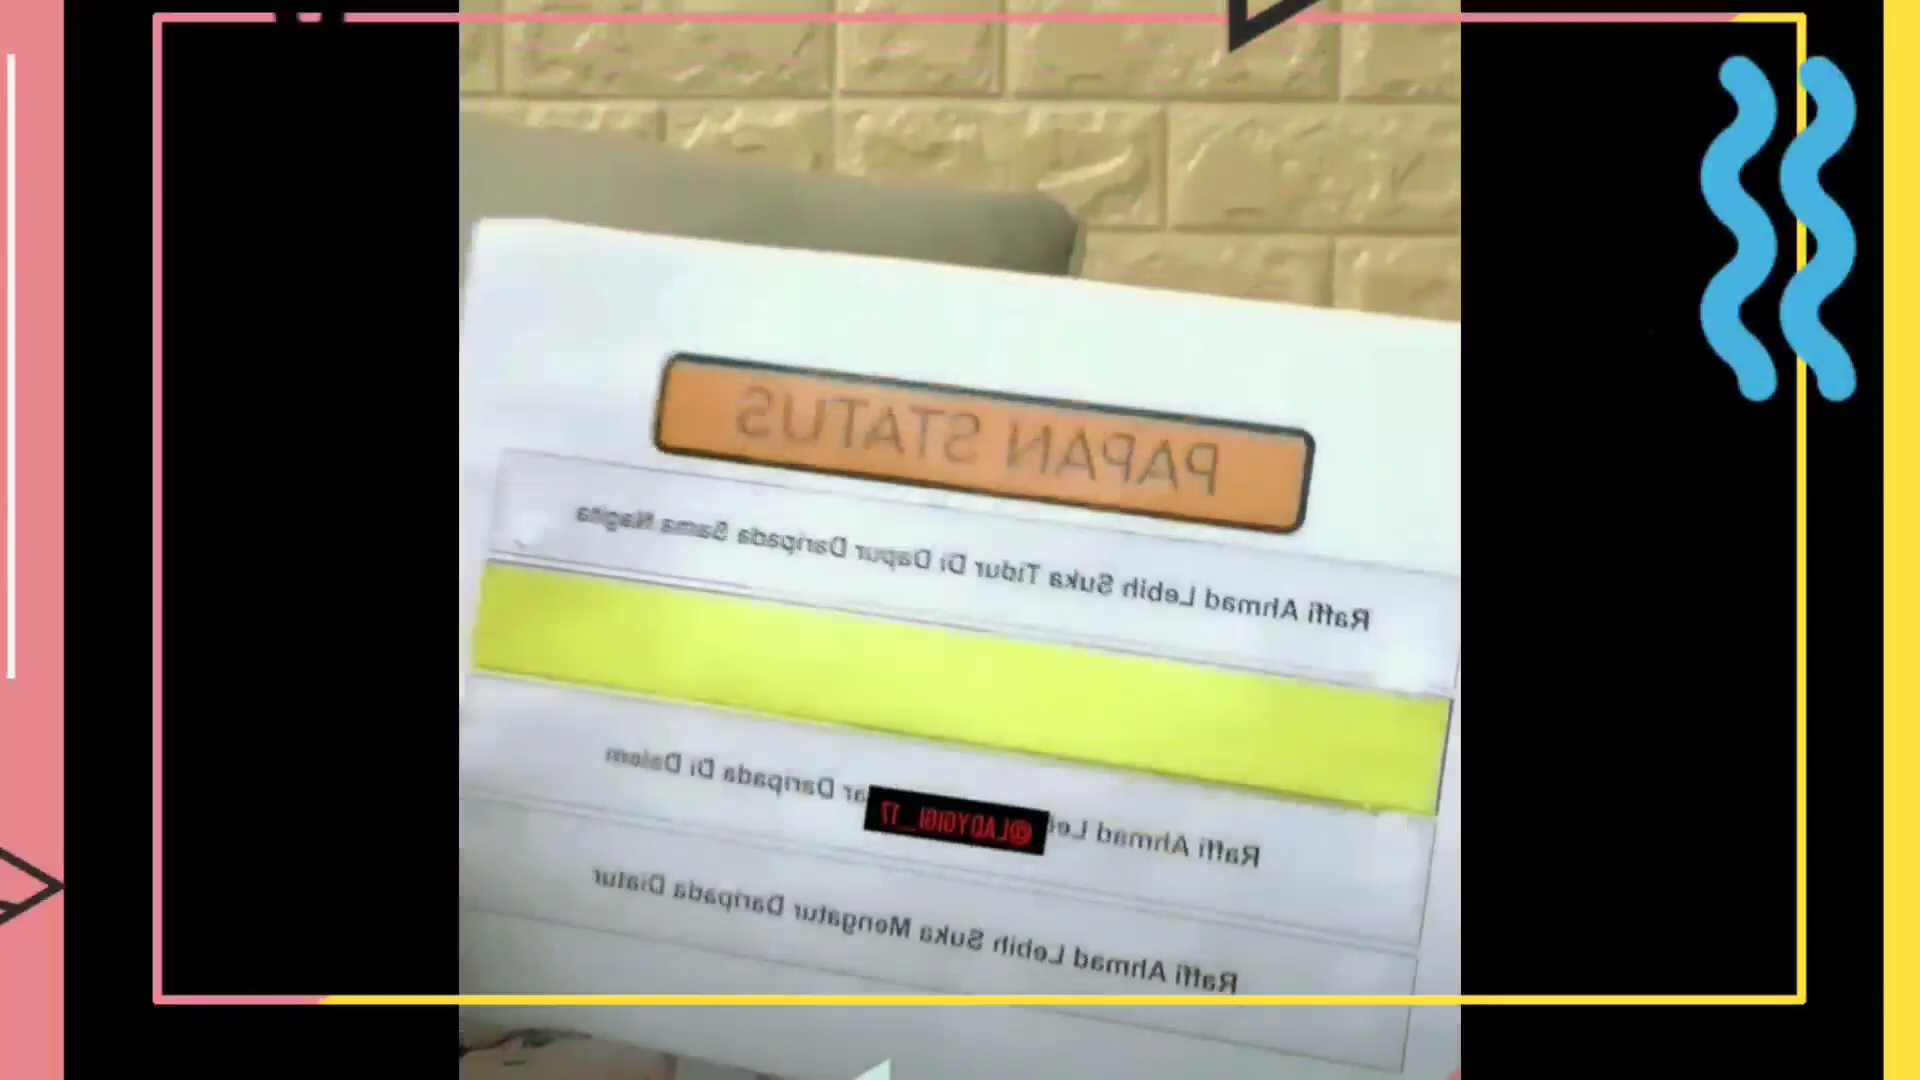 PAPAN STATUS
Raffi Ahmad Lebih Suka Tidur Di Dapur Daripada Sama Nagita
Raffi Ahmad Daripada Di Dalam
@LADYGIGI_17
Raffi Ahmad Lebih Suka Mengatur Daripada Diatur